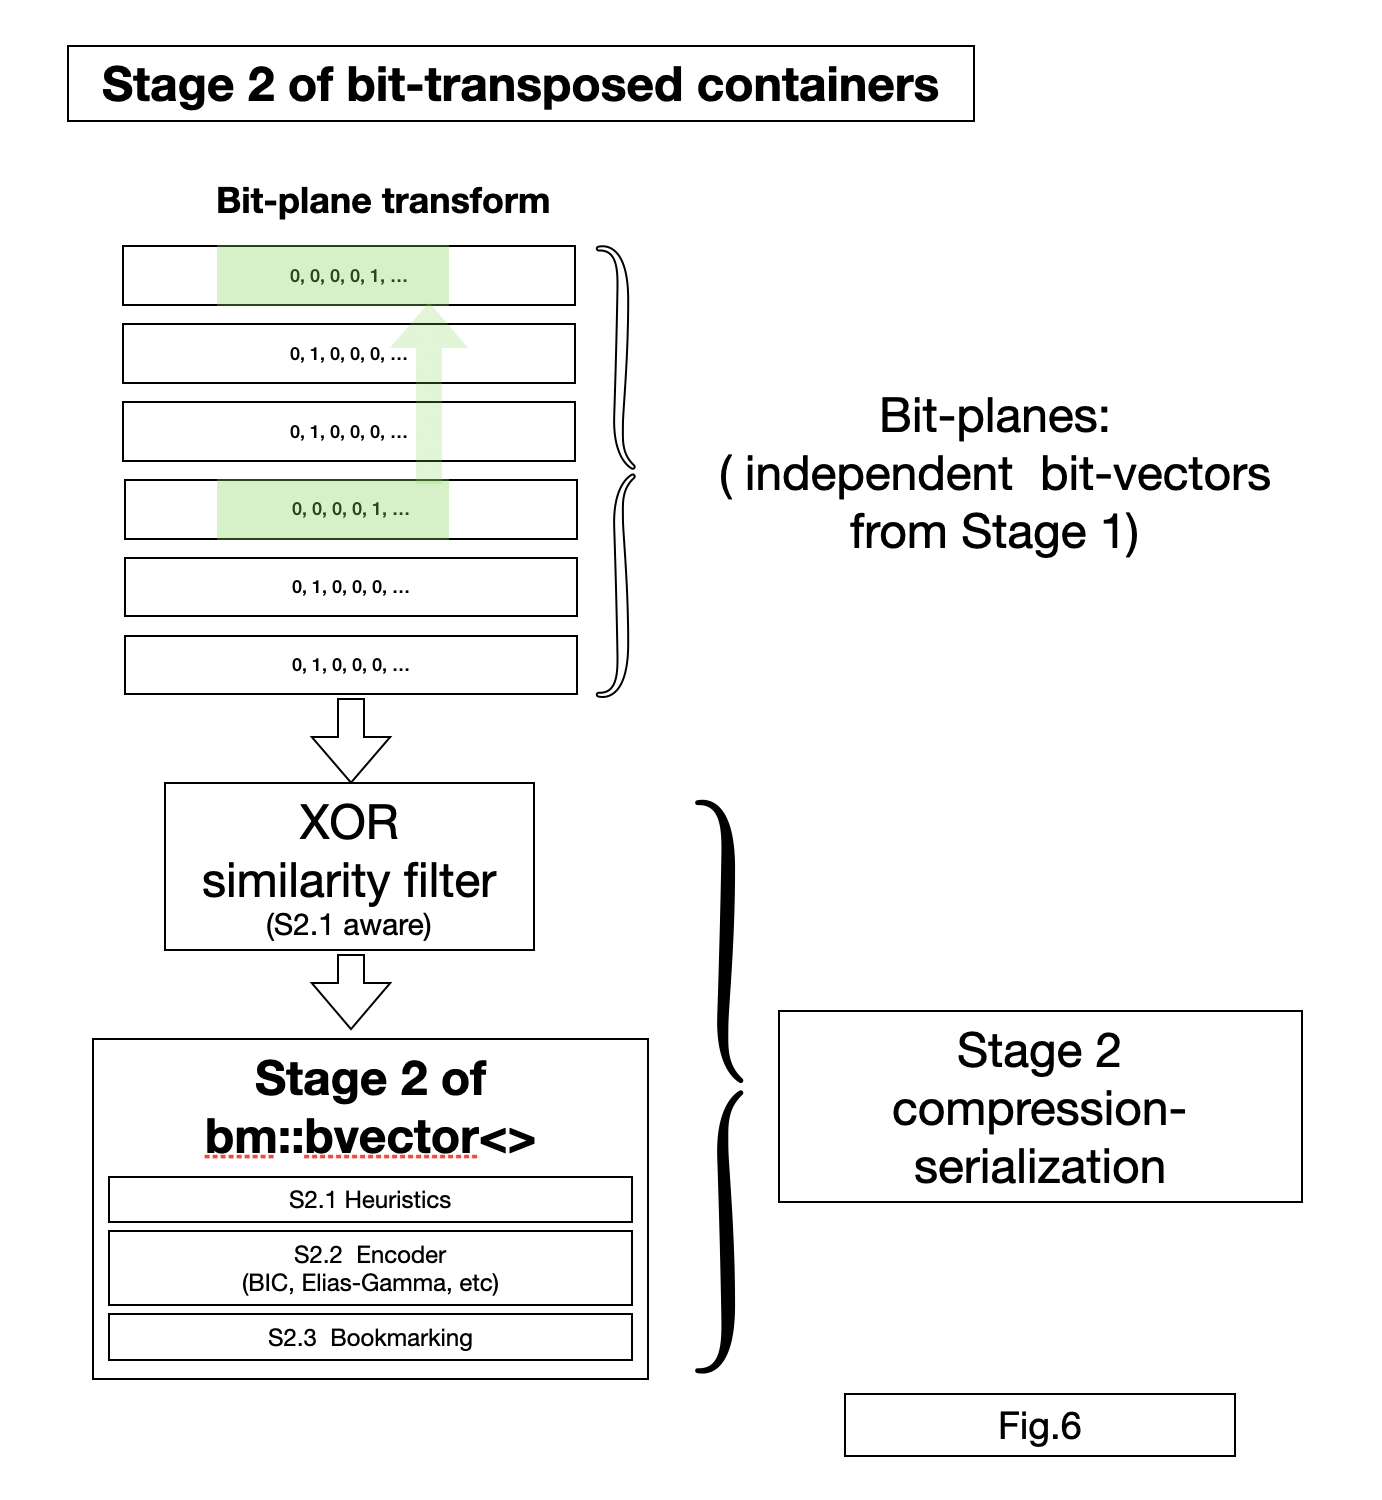 Stage 2 of bit-transposed containers
Bit-plane transform
0, 0, 0, 0, 1, ...
0, 1, 0, 0, 0, ...
0, 1, 0, 0, 0, ...
0, 0, 0, 0, 1, ...
0, 1, 0, 0, 0, ...
0, 1, 0, 0, 0, ...
Bit-planes:
( independent  bit-vectors
from Stage 1)
XOR
similarity filter
(S2.1 aware)
Stage 2 of
bm::bvector<>
S2.1 Heuristics
S2.2  Encoder
(BIC, Elias-Gamma, etc)
S2.3  Bookmarking
Stage 2
compression-
serialization
Fig.6